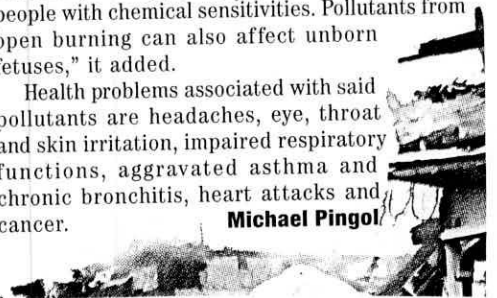 people with chemical sensitivities. Pollutants from
open burning can also affect unborn
fetuses,” it added.
Health problems associated with said
pollutants are headaches, eye, throat
and skin irritation, impaired respiratory
functions, aggravated asthma and
chronic bronchitis, heart attacks and
cancer. Michael Pingol